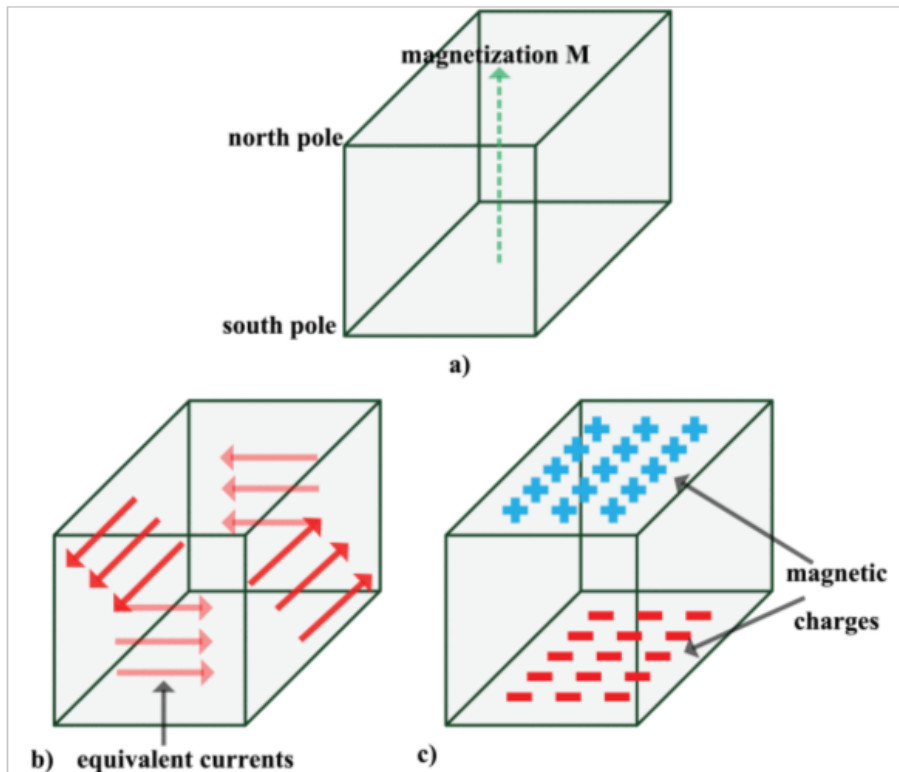 magnetization M
north pole
south pole
a)
magnetic
charges
b) equivalent currents
c)